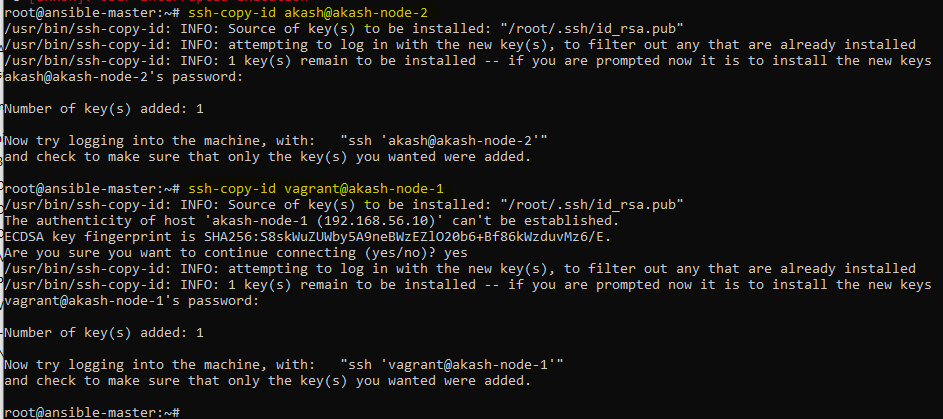 root@ansible-master:~# ssh-copy-id akash@akash-node-2
/usr/bin/ssh-copy-id: INFO: Source of key(s) to be installed: "/root/.ssh/id_rsa.pub"
/usr/bin/ssh-copy-id: INFO: attempting to log in with the new key(s), to filter out any that are already installed
/usr/bin/ssh-copy-id: INFO: 1 key(s) remain to be installed -- if you are prompted now it is to install the new keys
akash@akash-node-2's password:
Number of key(s) added: 1
Now try logging into the machine, with:   "ssh 'akash@akash-node-2'"
and check to make sure that only the key(s) you wanted were added.
root@ansible-master:~# ssh-copy-id vagrant@akash-node-1
/usr/bin/ssh-copy-id: INFO: Source of key(s) to be installed: "/root/.ssh/id_rsa.pub"
The authenticity of host 'akash-node-1 (192.168.56.10)' can't be established.
ECDSA key fingerprint is SHA256:S8skWuZUWby5A9neBWzEZlO20b6+Bf86kWzduvMz6/E.
Are you sure you want to continue connecting (yes/no)? yes
/usr/bin/ssh-copy-id: INFO: attempting to log in with the new key(s), to filter out any that are already installed
/usr/bin/ssh-copy-id: INFO: 1 key(s) remain to be installed -- if you are prompted now it is to install the new keys
vagrant@akash-node-1's password:
Number of key(s) added: 1
Now try logging into the machine, with:   "ssh 'vagrant@akash-node-1'"
and check to make sure that only the key(s) you wanted were added.
root@ansible-master:~#